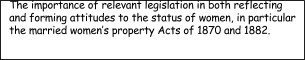 The importance of relevant legislation in both reflecting
and forming attitudes to the status of women, in particular
the married women's property Acts of 1870 and 1882.